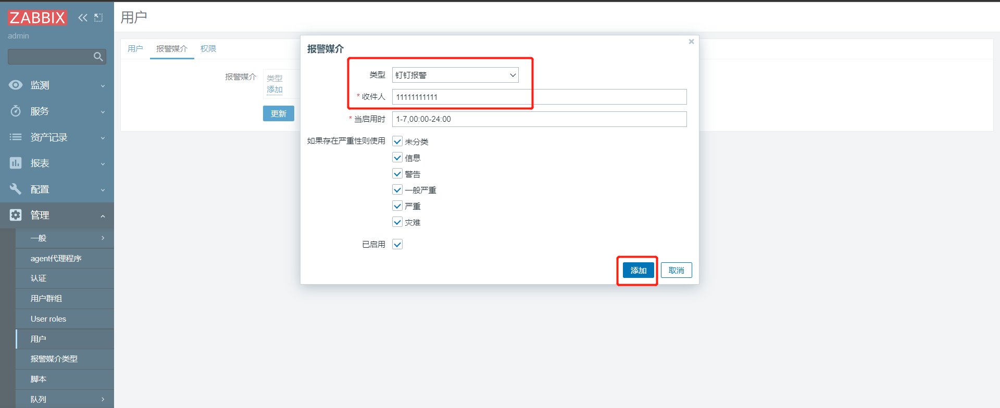 ZABBIX
admin
监测
服务
资产记录
报表
配置
管理
一般
agent代理程序
认证
用户群组
User roles
用户
报警媒介类型
脚本
队列
用户
用户 报警媒介 权限
报警媒介
类型
添加
更新
报警媒介
类型 钉钉报警
* 收件人 11111111111
* 当启用时 1-7,00:00-24:00
如果存在严重性则使用 未分类
信息
警告
一般严重
严重
灾难
已启用
添加 取消